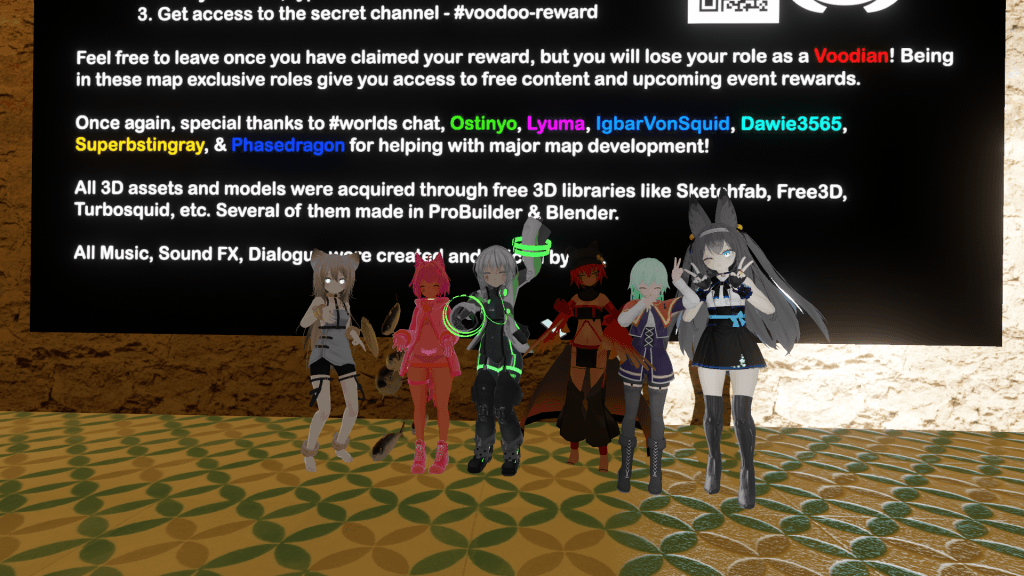 3. Get access to the secret channel - #voodoo-reward
Feel free to leave once you have claimed your reward, but you will lose your role as a Voodian! Being
in these map exclusive roles give you access to free content and upcoming event rewards.
Once again, special thanks to #worlds chat, Ostinyo, Lyuma, IgbarVonSquid, Dawie3565,
Superbstingray, & Phasedragon for helping with major map development!
All 3D assets and models were acquired through free 3D libraries like Sketchfab, Free3D,
Turbosquid, etc. Several of them made in ProBuilder & Blender.
All Music, Sound FX, Dialogue were created and by